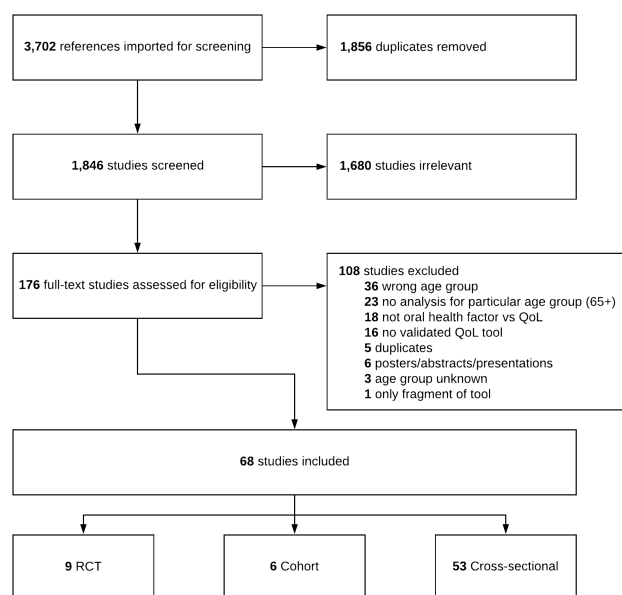 3,702 references imported for screening
1,856 duplicates removed
1,846 studies screened
1,680 studies irrelevant
176 full-text studies assessed for eligibility
108 studies excluded
36 wrong age group
23 no analysis for particular age group (65+)
18 not oral health factor vs QoL
16 no validated QoL tool
5 duplicates
6 posters/abstracts/presentations
3 age group unknown
1 only fragment of tool
68 studies included
9 RCT
6 Cohort
53 Cross-sectional